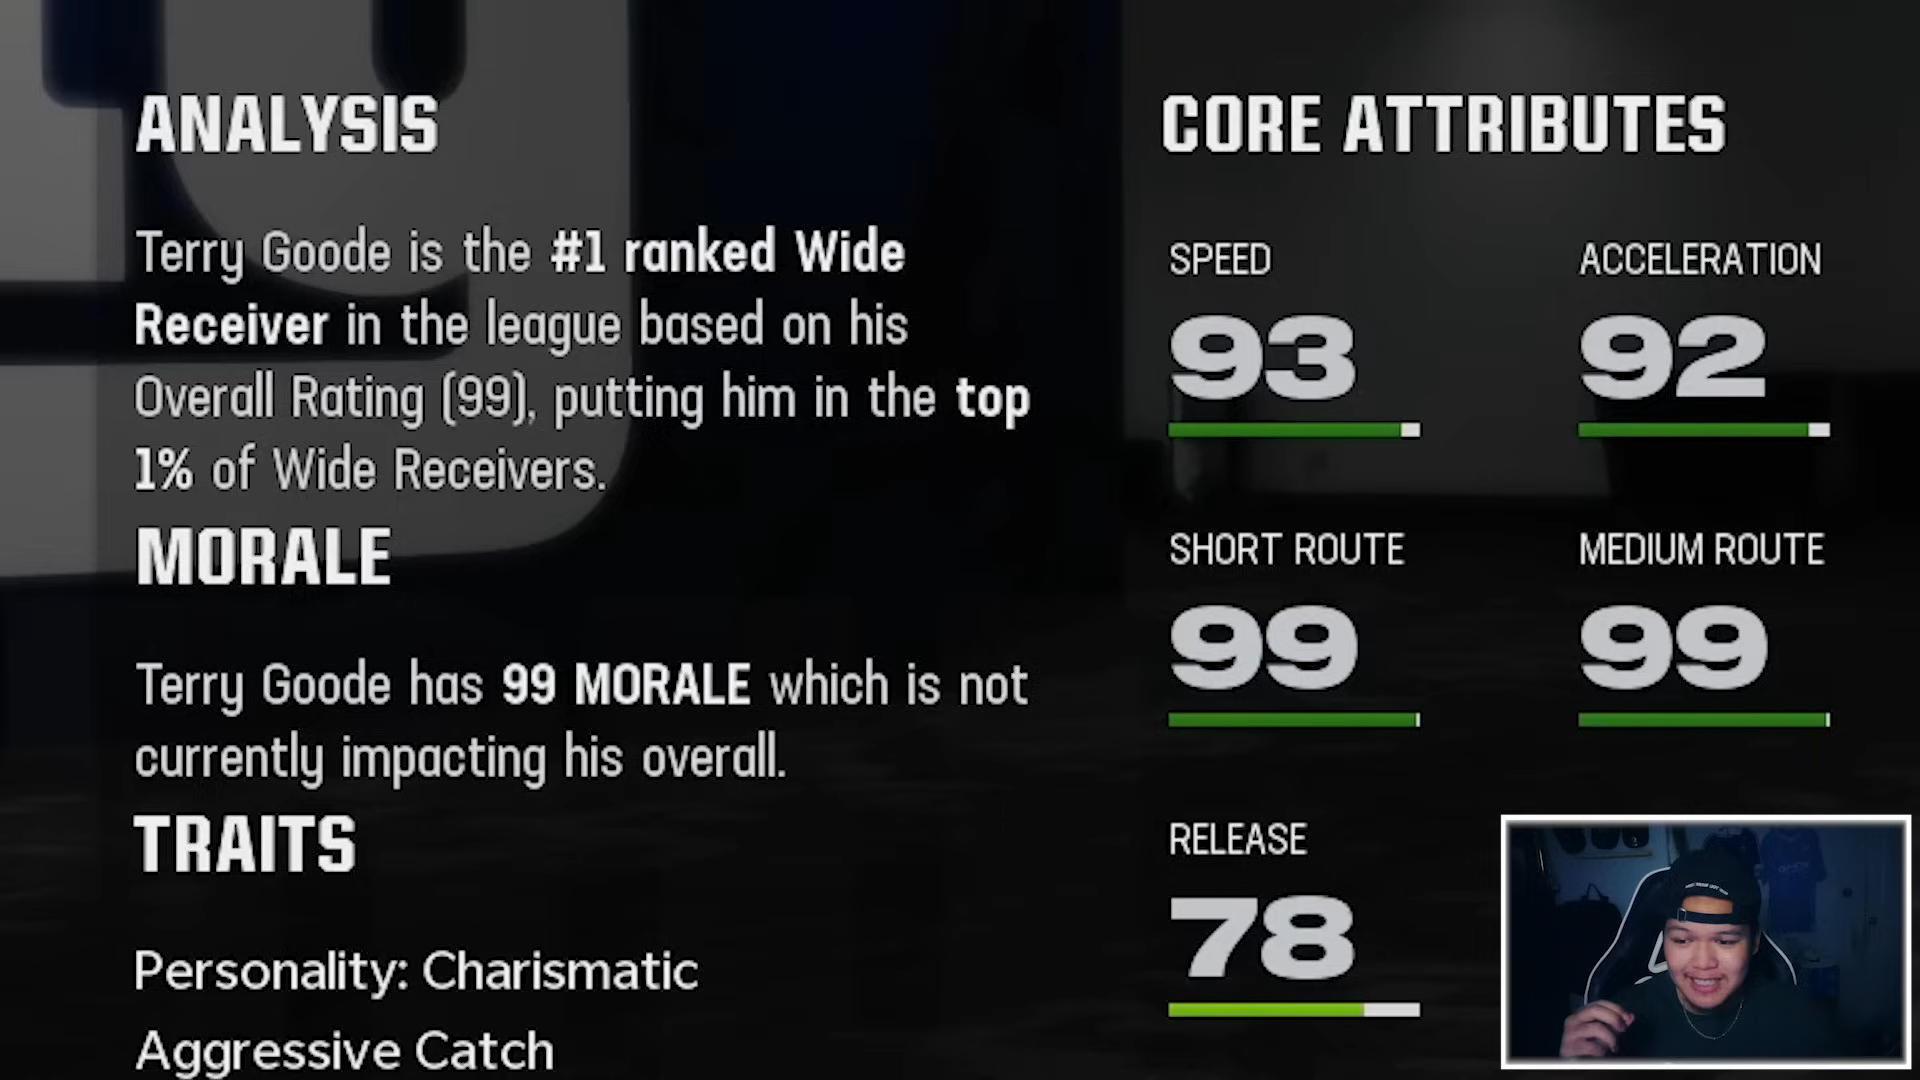 ANALYSIS
Terry Goode is the #1 ranked Wide
Receiver in the league based on his
Overall Rating (99), putting him in the top
1% of Wide Receivers.
MORALE
Terry Goode has 99 MORALE which is not
currently impacting his overall.
TRAITS
Personality: Charismatic
Aggressive Catch
CORE ATTRIBUTES
SPEED
93
ACCELERATION
92
SHORT ROUTE
99
MEDIUM ROUTE
99
RELEASE
78